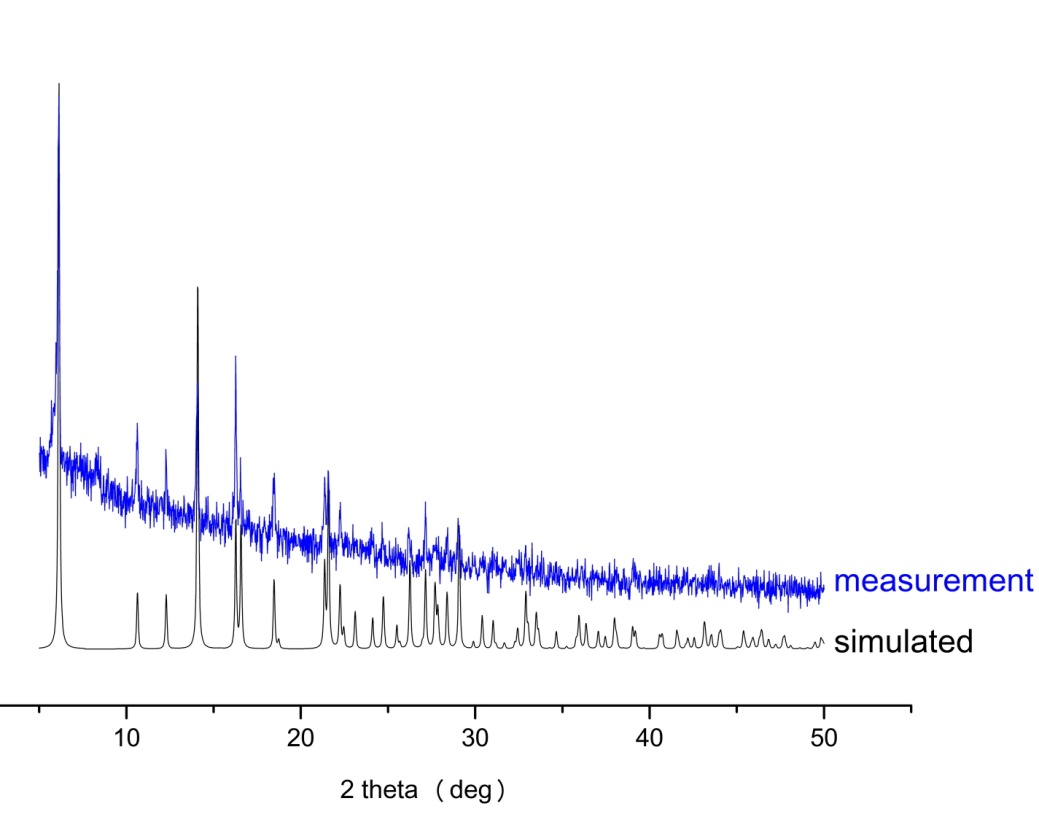 measurement
simulated
10 20 30 40 50
2 theta （deg）